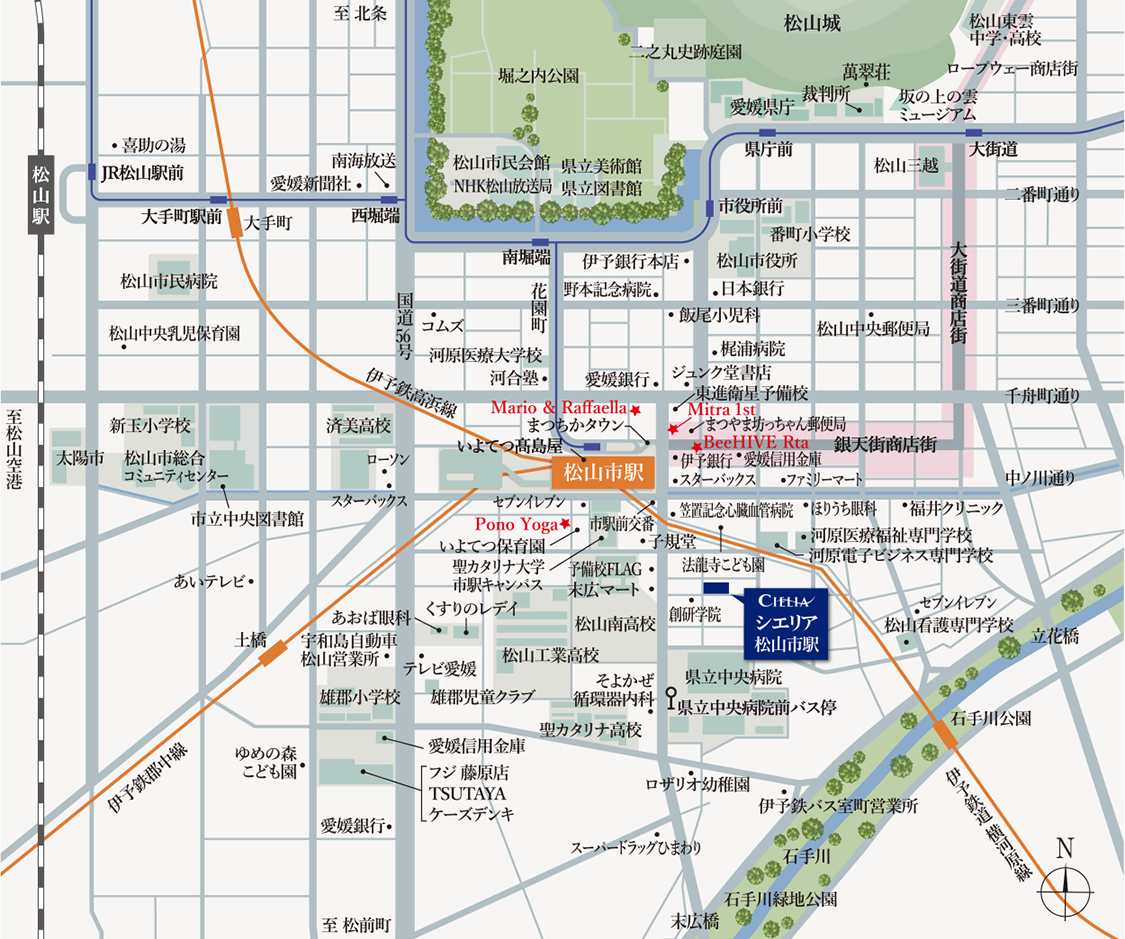 至 北条
松山城
松山東雲
中学・高校
二之丸史跡庭園
堀之内公園
ロープウェー商店街
萬翠荘
裁判所
愛媛県庁
坂の上の雲
ミュージアム
喜助の湯
JR松山駅前
南海放送
愛媛新聞社
松山市民会館
県立美術館
NHK松山放送局
県立図書館
県庁前
大街道
松山三越
松山駅
大手町駅前
大手町
西堀端
市役所前
二番町通り
南堀端
番町小学校
伊予銀行本店
松山市役所
大街道商店街
松山市民病院
花園町
野本記念病院
日本銀行
国道56号
コムズ
飯尾小児科
松山中央郵便局
三番町通り
松山中央乳児保育園
河原医療大学校
梶浦病院
河合塾
愛媛銀行
ジュンク堂書店
東進衛星予備校
千舟町通り
伊予鉄高浜線
至松山空港
新玉小学校
済美高校
Mario & Raffaella
Mitra 1st
まつちかタウン
まつやま坊っちゃん郵便局
BeeHIVE Rta
銀天街商店街
いよてつ髙島屋
太陽市
松山市総合
コミュニティセンター
ローソン
松山市駅
伊予銀行
愛媛信用金庫
スターバックス
ファミリーマート
中ノ川通り
スターバックス
セブンイレブン
市立中央図書館
Pono Yoga
市駅前交番
笠置記念心臓血管病院
ほりうち眼科
福井クリニック
いよてつ保育園
子規堂
河原医療福祉専門学校
河原電子ビジネス専門学校
聖カタリナ大学
市駅キャンパス
法龍寺こども園
あいテレビ
予備校FLAG
末広マート
CIELIA
シエリア
松山市駅
創研学院
セブンイレブン
松山看護専門学校
立花橋
あおば眼科
くすりのレデイ
松山南高校
土橋
宇和島自動車
松山営業所
テレビ愛媛
松山工業高校
県立中央病院
そよかぜ
循環器内科
県立中央病院前バス停
雄郡小学校
雄郡児童クラブ
聖カタリナ高校
石手川公園
愛媛信用金庫
ゆめの森
こども園
フジ 藤原店
TSUTAYA
ケーズデンキ
伊予鉄郡中線
ロザリオ幼稚園
伊予鉄バス室町営業所
伊予鉄道横河原線
愛媛銀行
スーパードラッグひまわり
石手川
石手川緑地公園
末広橋
至 松前町
N